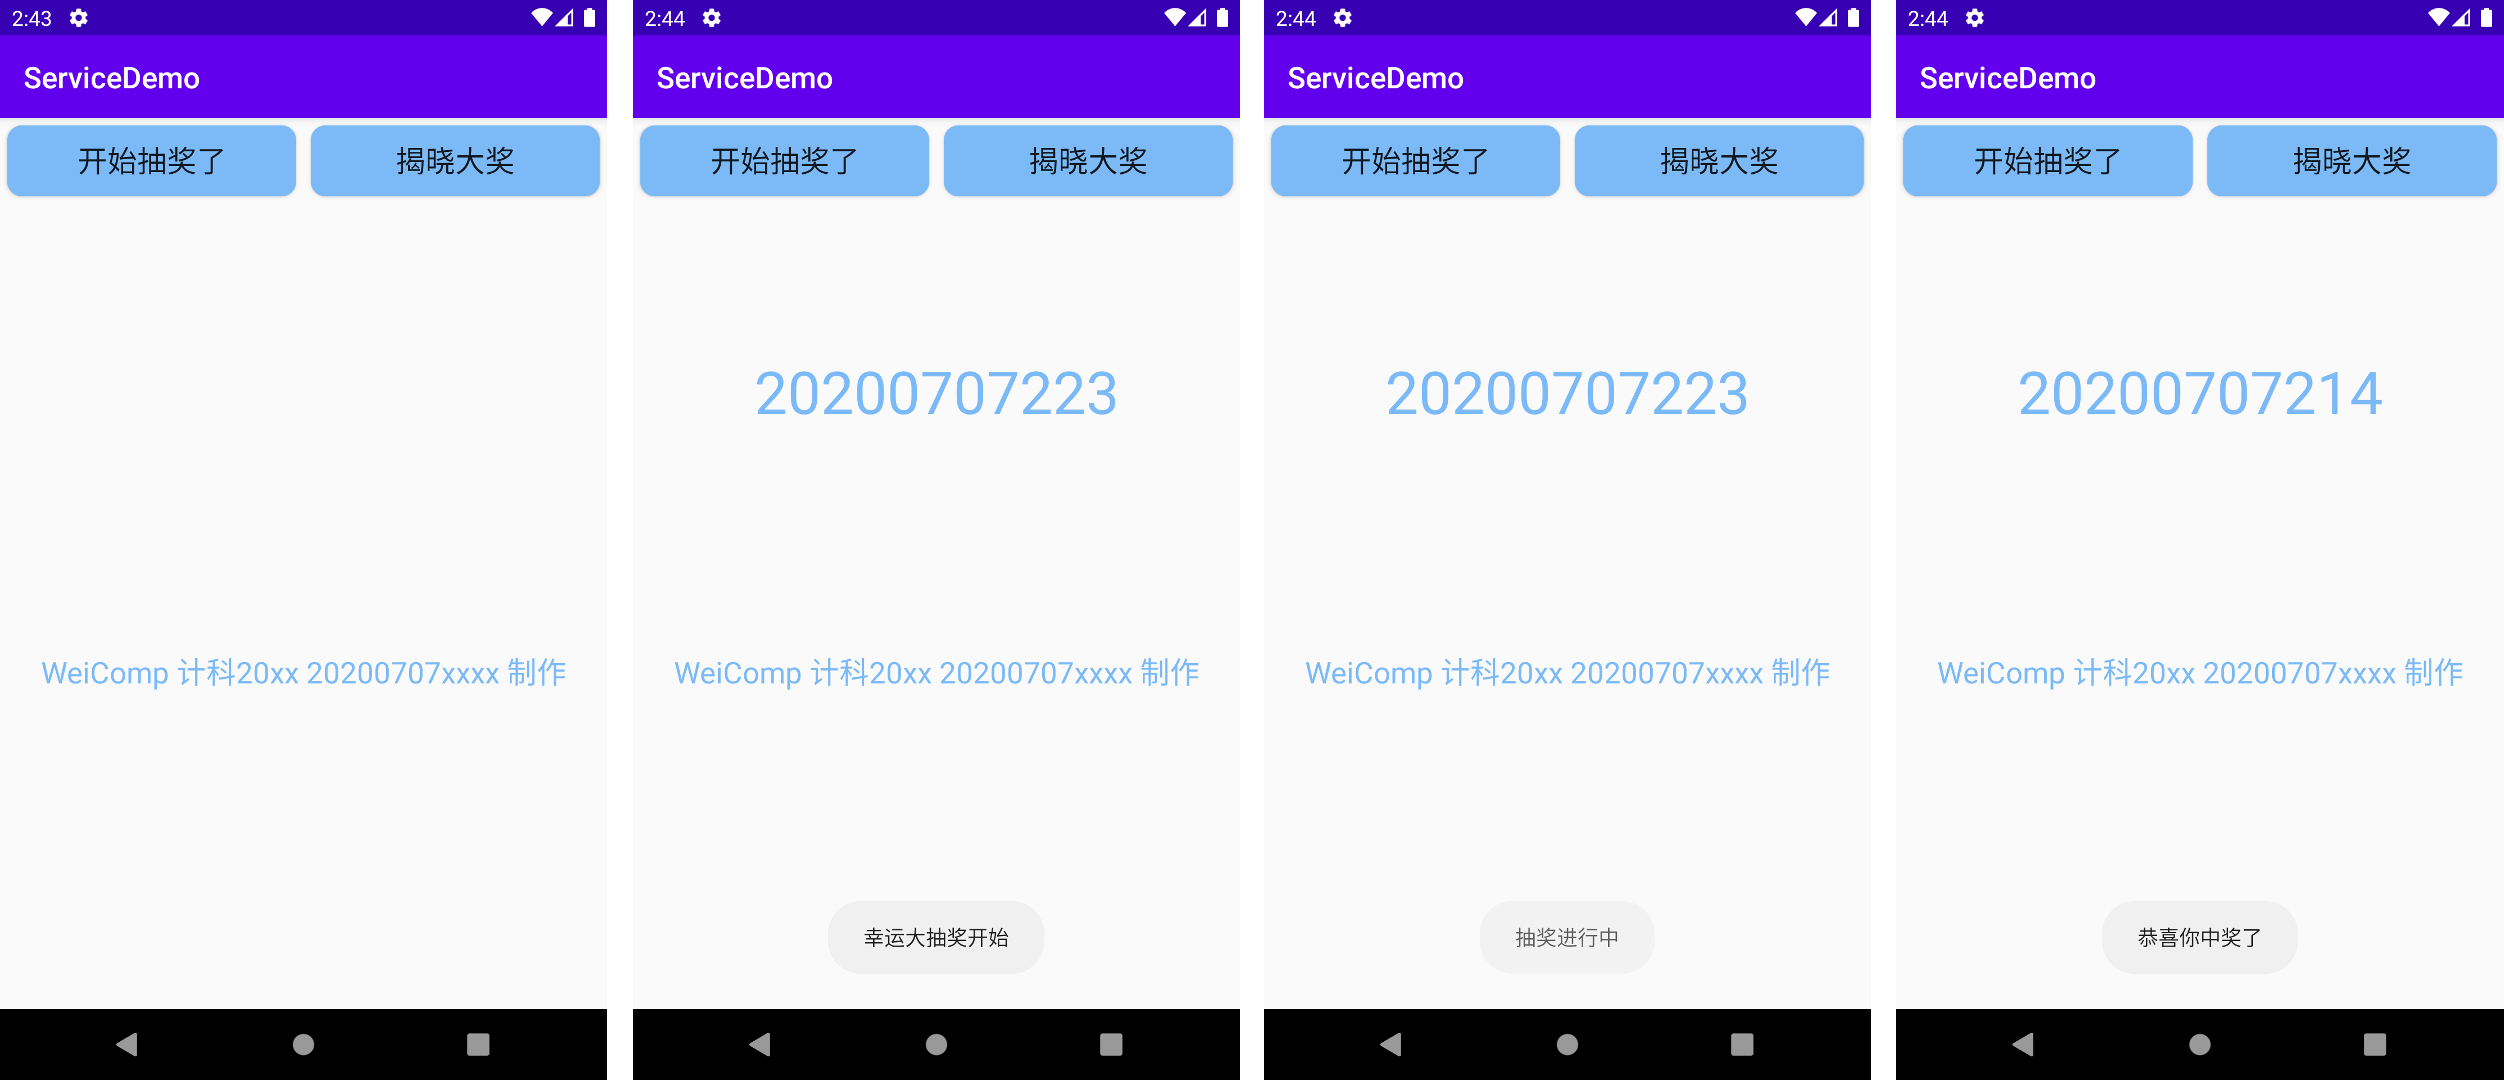 2:43
ServiceDemo
开始抽奖了 揭晓大奖
WeiComp 计科20xx 20200707xxxx 制作
2:44
ServiceDemo
开始抽奖了 揭晓大奖
20200707223
WeiComp 计科20xx 20200707xxxx 制作
幸运大抽奖开始
2:44
ServiceDemo
开始抽奖了 揭晓大奖
20200707223
WeiComp 计科20xx 20200707xxxx 制作
抽奖进行中
2:44
ServiceDemo
开始抽奖了 揭晓大奖
20200707214
WeiComp 计科20xx 20200707xxxx 制作
恭喜你中奖了